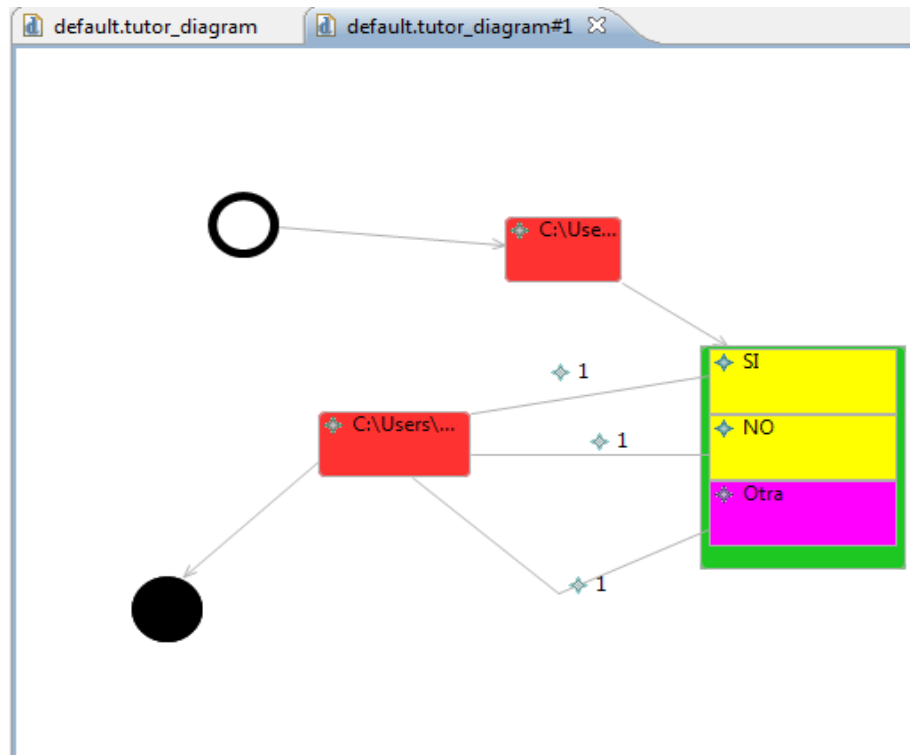 default.tutor_diagram
default.tutor_diagram#1
C:\Use...
SI
1
C:\Users\...
NO
1
Otra
1